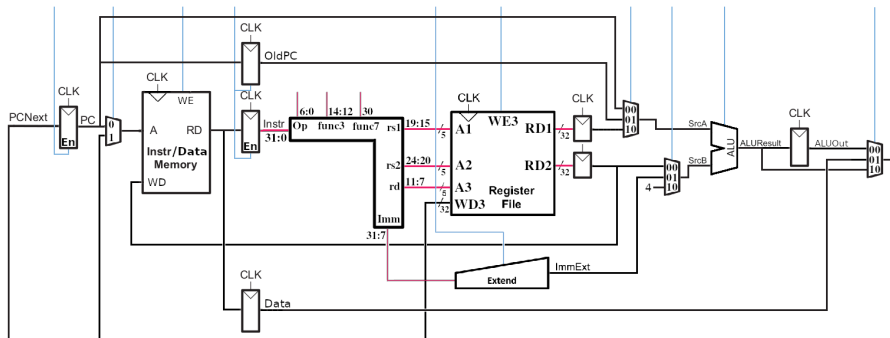 CLK
OldPC
CLK
PCNext
PC
En
0
1
CLK
WE
A
RD
Instr/Data
Memory
WD
CLK
Instr
31:0
En
6:0
14:12
30
Op
func3
func7
rs1
rs2
rd
Imm
31:7
19:15
5
24:20
5
11:7
5
32
CLK
WE3
A1
RD1
A2
RD2
A3
WD3
Register
File
32
32
CLK
00
01
10
SrcA
00
01
10
4
SrcB
ALU
ALUResult
CLK
ALUOut
00
01
10
Extend
ImmExt
CLK
Data